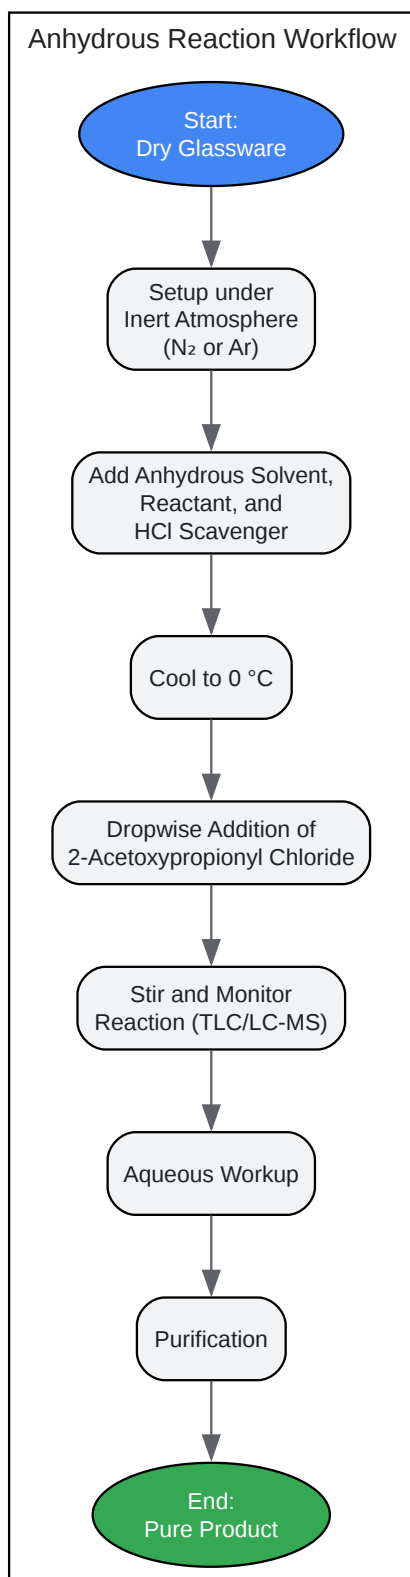 Anhydrous Reaction Workflow
Start:
Dry Glassware
Setup under
Inert Atmosphere
(N₂ or Ar)
Add Anhydrous Solvent,
Reactant, and
HCl Scavenger
Cool to 0 °C
Dropwise Addition of
2-Acetoxypropionyl Chloride
Stir and Monitor
Reaction (TLC/LC-MS)
Aqueous Workup
Purification
End:
Pure Product